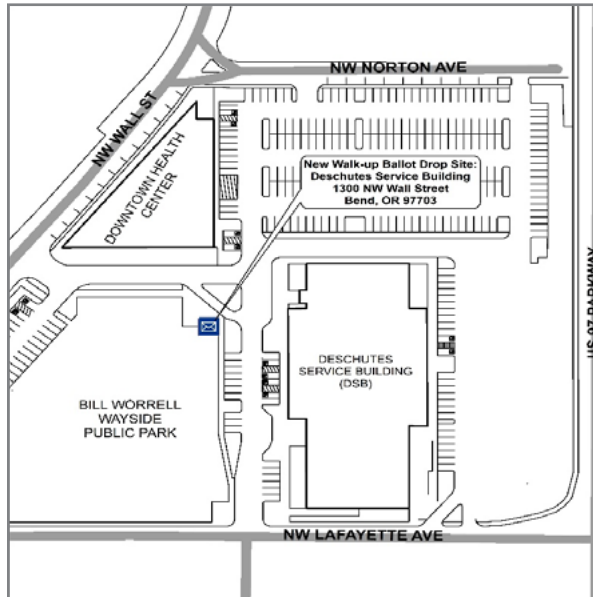 NW NORTON AVE
NW WALL ST
DOWNTOWN HEALTH
CENTER
New Walk-up Ballot Drop Site:
Deschutes Service Building
1300 NW Wall Street
Bend, OR 97703
US 97 PARKWAY
DESCHUTES
SERVICE BUILDING
(DSB)
BILL WORRELL
WAYSIDE
PUBLIC PARK
NW LAFAYETTE AVE